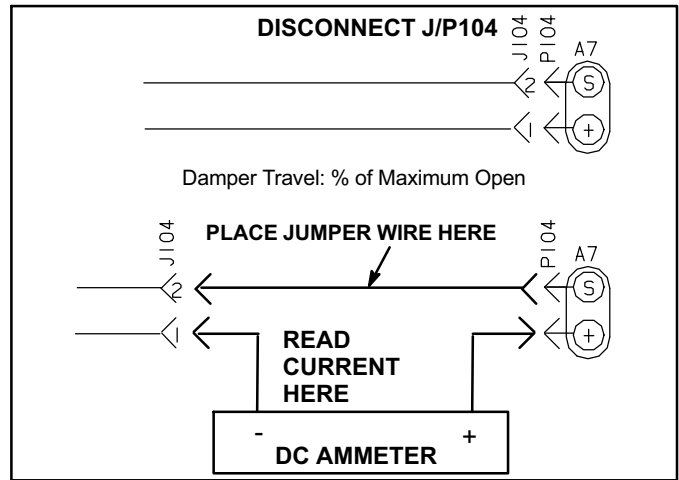 DISCONNECT J/P104
J104
P104
A7
2
S
1
+
Damper Travel: % of Maximum Open
J104
PLACE JUMPER WIRE HERE
P104
A7
2
S
1
+
READ
CURRENT
HERE
- +
DC AMMETER